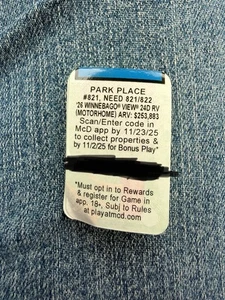 PARK PLACE
#821, NEED 821/822
'26 WINNEBAGO® VIEW® 24D RV
(MOTORHOME) ARV: $253,883
Scan/Enter code in
McD app by 11/23/25
to collect properties &
by 11/2/25 for Bonus Play*
*Must opt in to Rewards
& register for Game in
app. 18+, Subj to Rules
at playatmcd.com